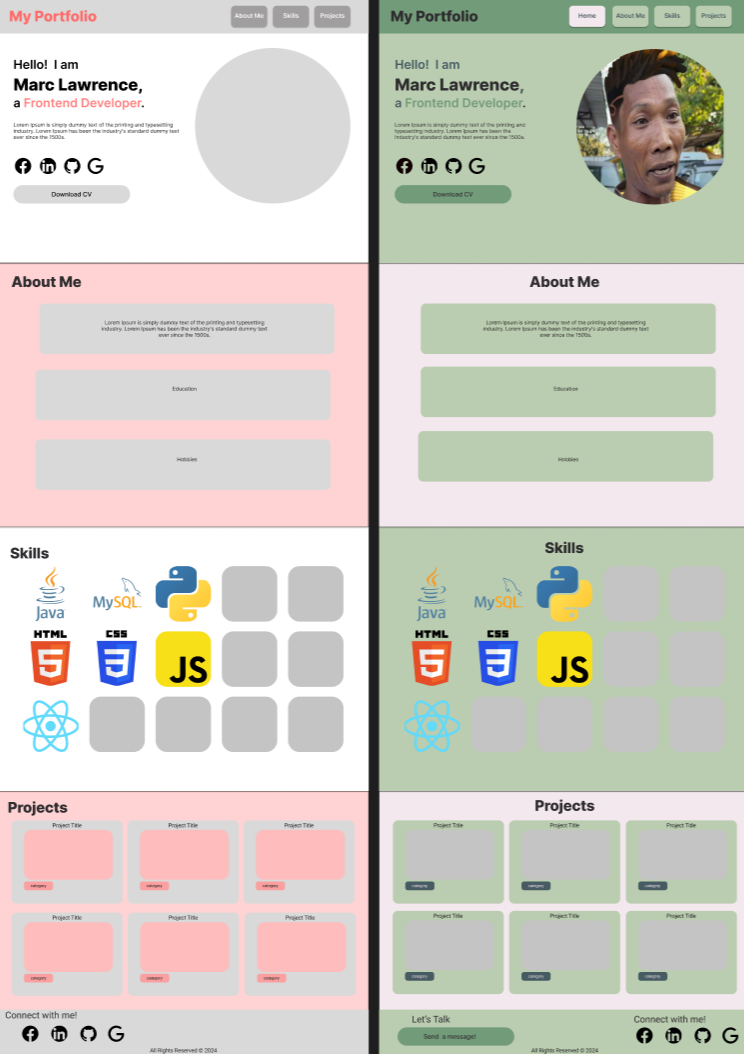 My Portfolio
About Me
Skills
Projects
Hello! I am
Marc Lawrence,
a Frontend Developer.
Lorem Ipsum is simply dummy text of the printing and typesetting
industry. Lorem Ipsum has been the industry's standard dummy text
ever since the 1500s.
Download CV
About Me
Lorem Ipsum is simply dummy text of the printing and typesetting
industry. Lorem Ipsum has been the industry's standard dummy text
ever since the 1500s.
Education
Hobbies
Skills
Java
MySQL
HTML
5
CSS
3
JS
Projects
Project Title
Project Title
Project Title
category
category
category
Project Title
Project Title
Project Title
category
category
category
Connect with me!
All Rights Reserved © 2024
My Portfolio
Home
About Me
Skills
Projects
Hello! I am
Marc Lawrence,
a Frontend Developer.
Lorem Ipsum is simply dummy text of the printing and
typesetting industry. Lorem Ipsum has been the
industry's standard dummy text ever since the 1500s.
Download CV
About Me
Lorem Ipsum is simply dummy text of the printing and typesetting
industry. Lorem Ipsum has been the industry's standard dummy text
ever since the 1500s.
Education
Hobbies
Skills
Java
MySQL
HTML
5
CSS
3
JS
Projects
Project Title
Project Title
Project Title
category
category
category
Project Title
Project Title
Project Title
category
category
category
Let's Talk
Send a message!
Connect with me!
All Rights Reserved © 2024